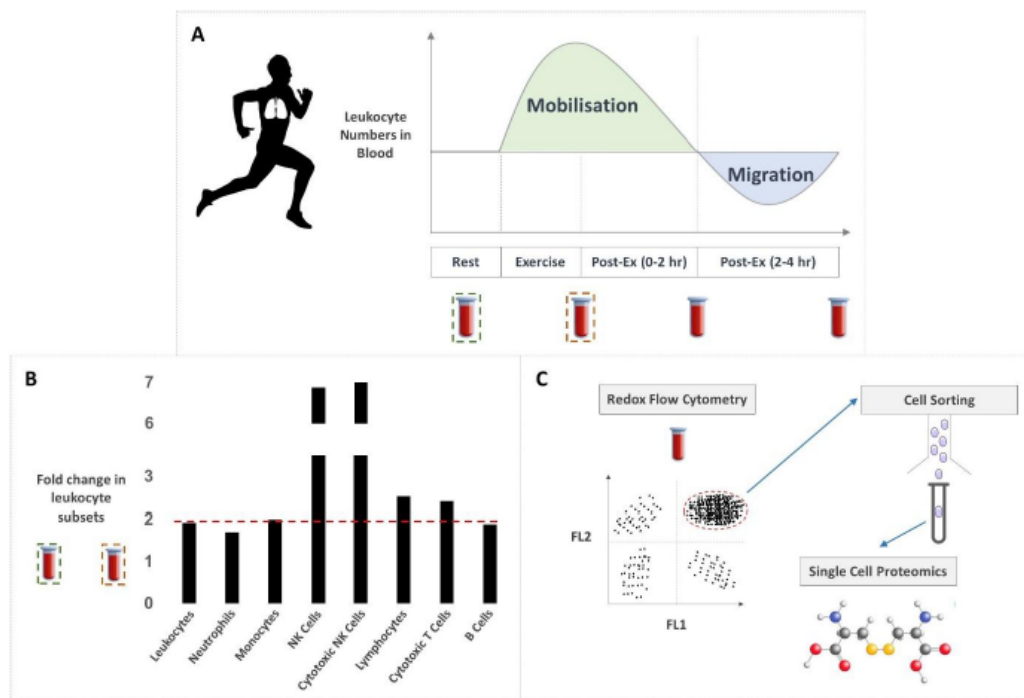 A
Leukocyte
Numbers in
Blood
Mobilisation
Migration
Rest
Exercise
Post-Ex (0-2 hr)
Post-Ex (2-4 hr)
B
Fold change in
leukocyte
subsets
7
6
3
2
1
0
Leukocytes
Neutrophils
Monocytes
NK Cells
Cytotoxic NK Cells
Lymphocytes
Cytotoxic T Cells
B Cells
C
Redox Flow Cytometry
Cell Sorting
FL2
FL1
Single Cell Proteomics